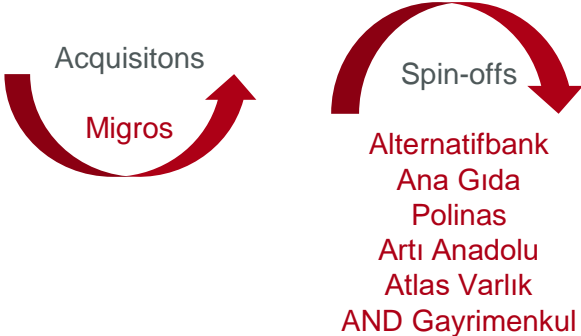 Acquisitons
Migros
Spin-offs
Alternatifbank
Ana Gıda
Polinas
Artı Anadolu
Atlas Varlık
AND Gayrimenkul